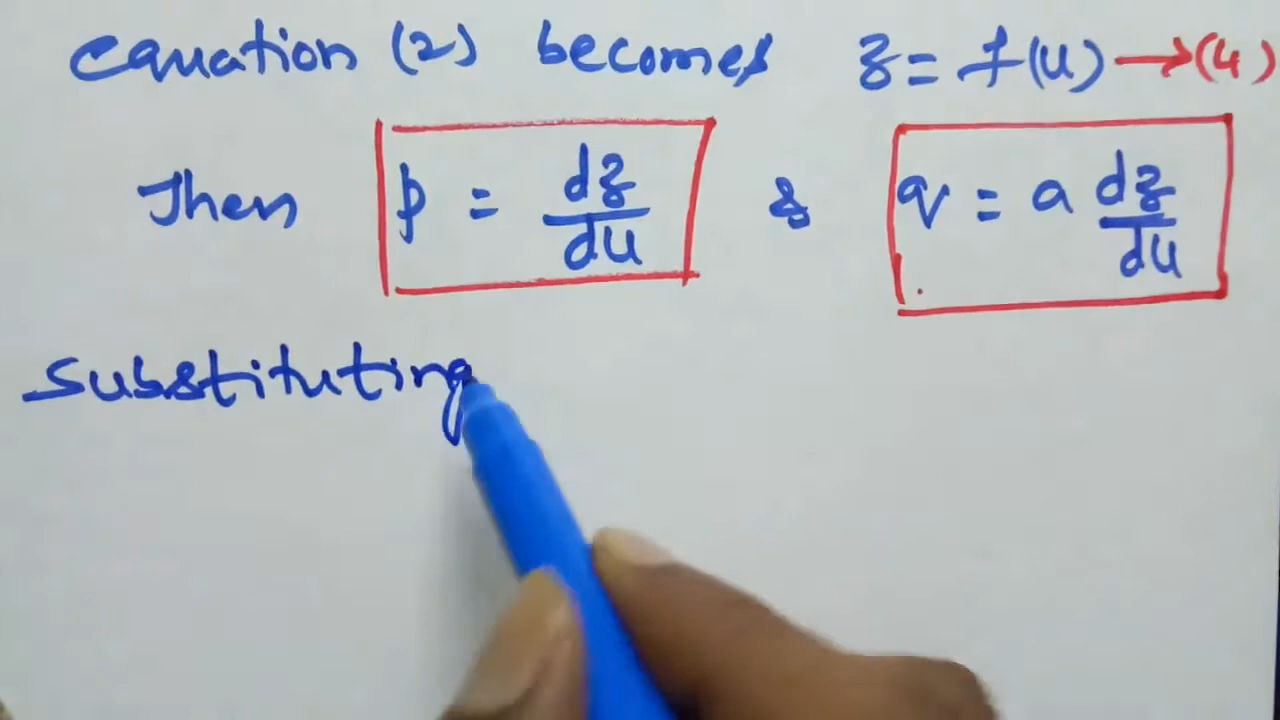 equation (2) becomes z = f(u) → (4)
Then p = dz/du & q = a dz/du
Substituting